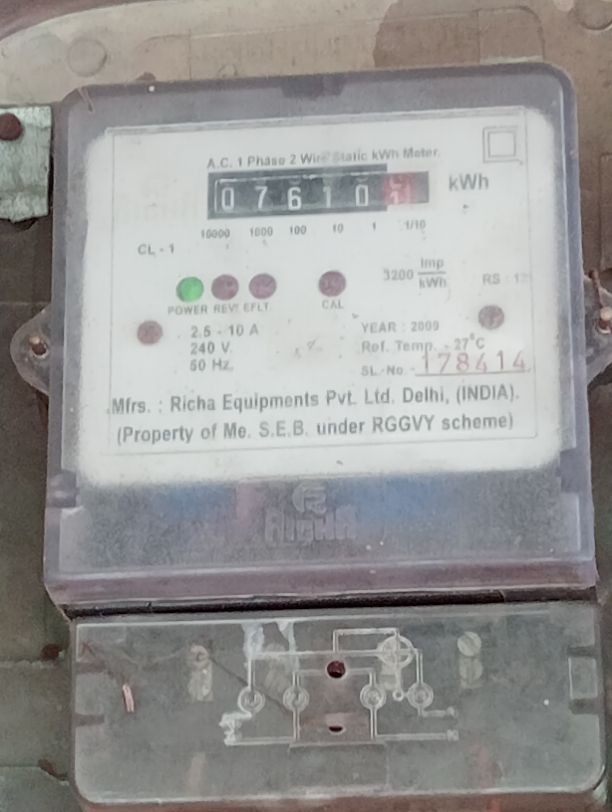 A.C. 1 Phase 2 Wire Static kWh Meter.
07610 kWh
10000 1000 100 10 1 1/10
CL - 1
3200 Imp/kWh
RS :
POWER REV EFLT CAL
2.5 - 10 A
240 V.
50 Hz.
YEAR : 2009
Ref. Temp. - 27°C
SL. No. - 178414
Mfrs. : Richa Equipments Pvt. Ltd. Delhi, (INDIA).
(Property of Me. S.E.B. under RGGVY scheme)
RICHA